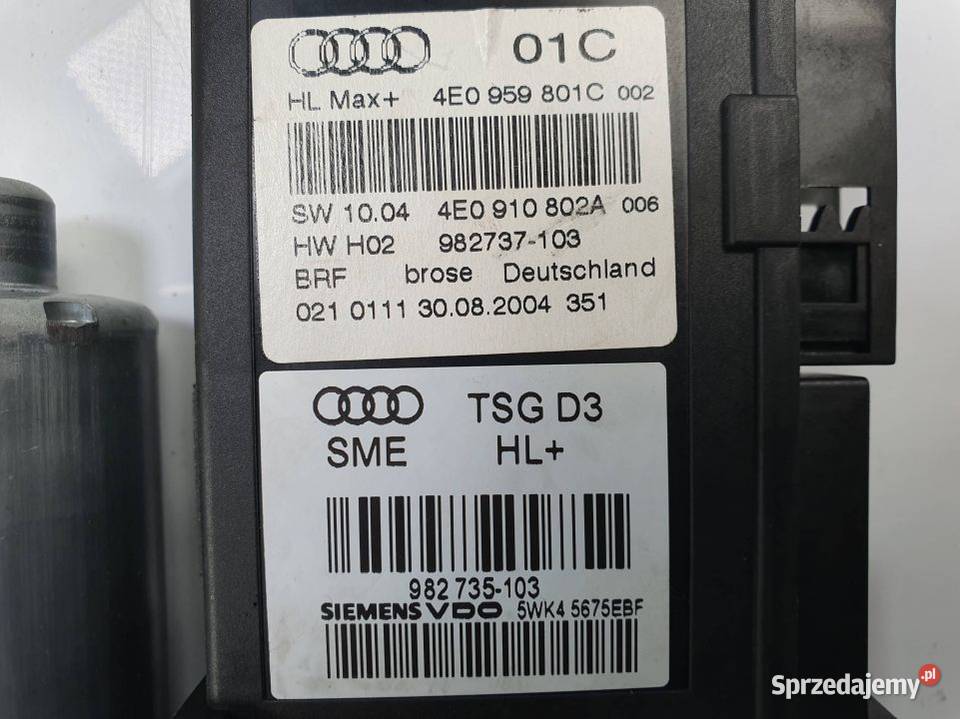 01C
HL Max+ 4E0 959 801C 002
SW 10.04 4E0 910 802A 006
HW H02 982737-103
BRF brose Deutschland
021 0111 30.08.2004 351
TSG D3
SME HL+
982 735-103
SIEMENS VDO 5WK4 5675EBF
Sprzedajemy.pl